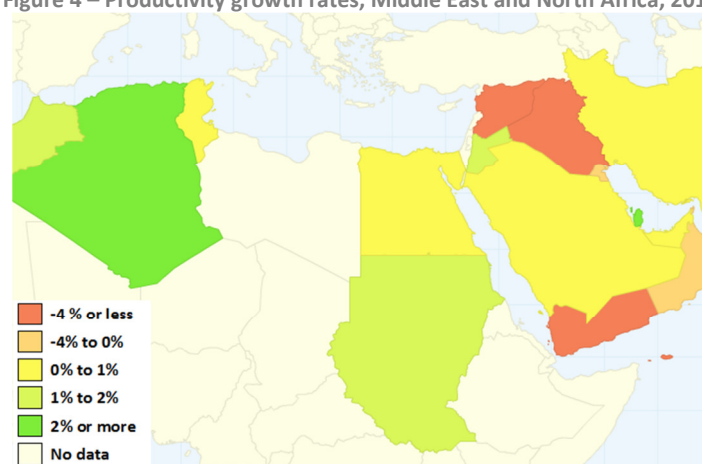 Figure 4 – Productivity growth rates, Middle East and North Africa, 201
-4 % or less
-4% to 0%
0% to 1%
1% to 2%
2% or more
No data